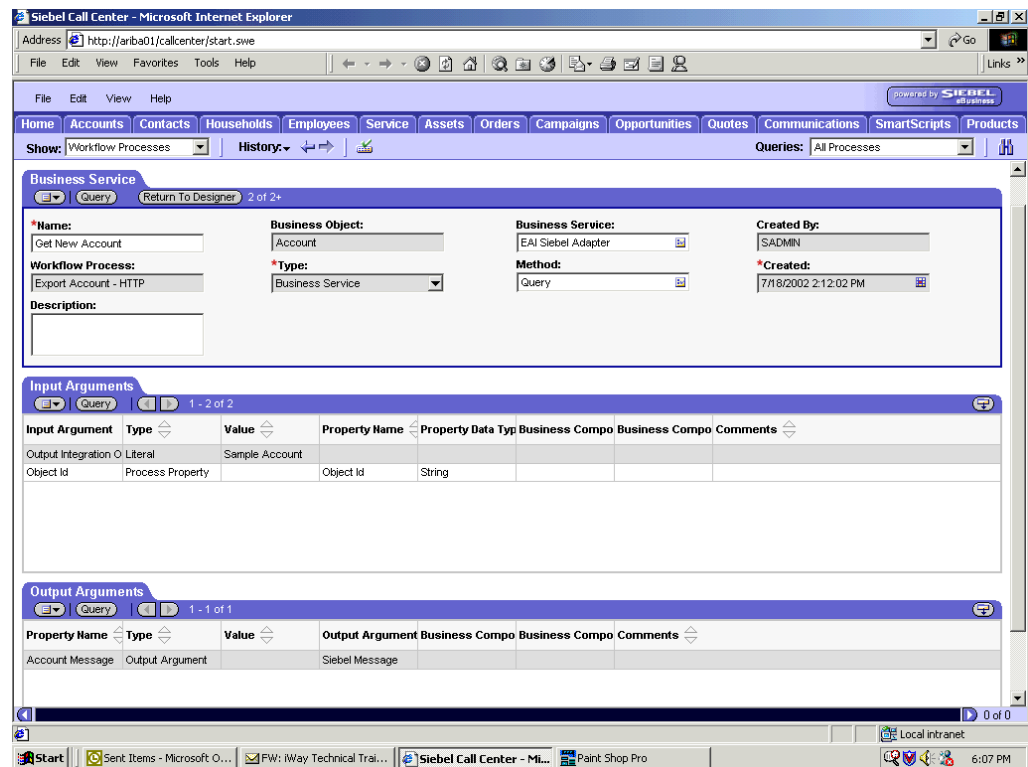 Siebel Call Center - Microsoft Internet Explorer
Address http://ariba01/callcenter/start.swe Go
File Edit View Favorites Tools Help Links »
File Edit View Help powered by SIEBEL eBusiness
Home Accounts Contacts Households Employees Service Assets Orders Campaigns Opportunities Quotes Communications SmartScripts Products
Show: Workflow Processes History: Queries: All Processes
Business Service
Query Return To Designer 2 of 2+
*Name: Business Object: Business Service: Created By:
Get New Account Account EAI Siebel Adapter SADMIN
Workflow Process: *Type: Method: *Created:
Export Account - HTTP Business Service Query 7/18/2002 2:12:02 PM
Description:
Input Arguments
Query 1 - 2 of 2
Input Argument Type Value Property Name Property Data Typ Business Compo Business Compo Comments
Output Integration O Literal Sample Account
Object Id Process Property Object Id String
Output Arguments
Query 1 - 1 of 1
Property Name Type Value Output Argument Business Compo Business Compo Comments
Account Message Output Argument Siebel Message
0 of 0
Local intranet
Start Sent Items - Microsoft O... FW: iWay Technical Trai... Siebel Call Center - Mi... Paint Shop Pro 6:07 PM